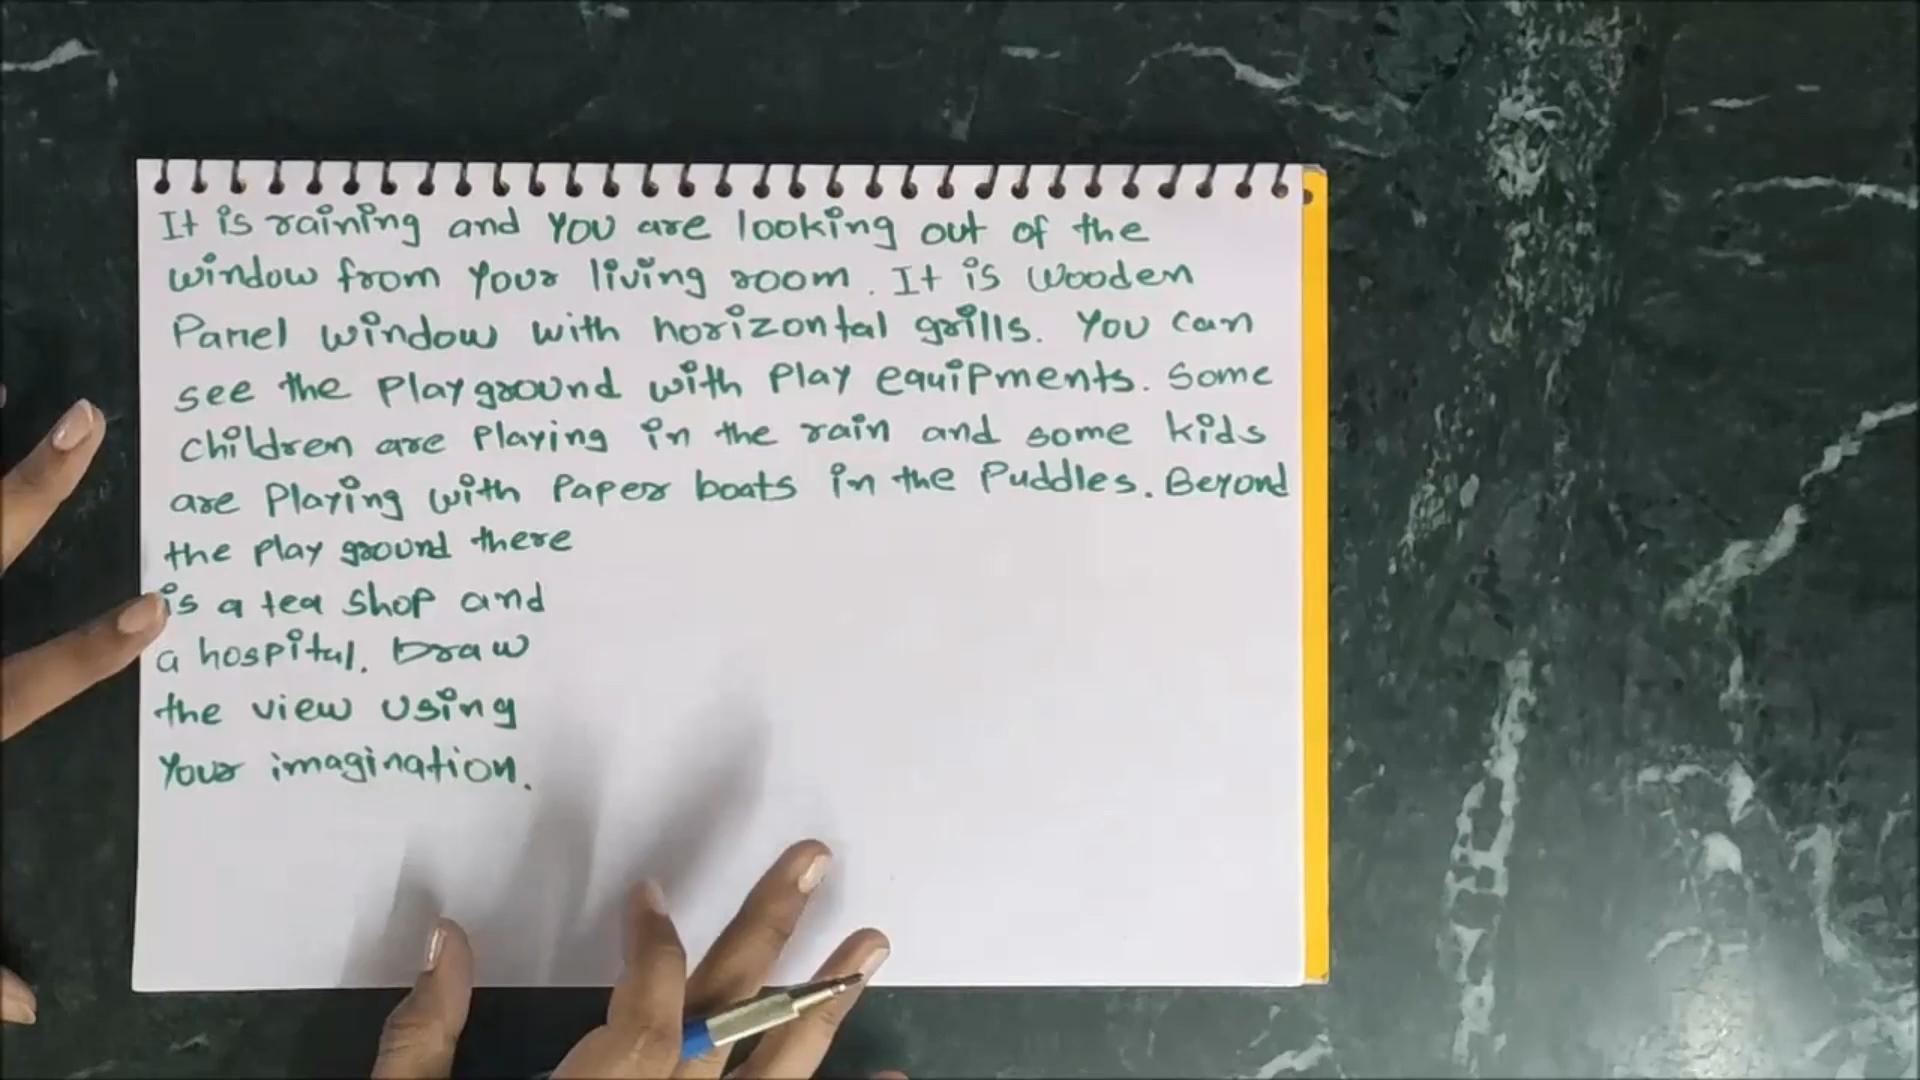 It is raining and you are looking out of the
window from your living room. It is Wooden
Panel window with horizontal grills. You can
see the playground with play equipments. Some
children are playing in the rain and some kids
are playing with paper boats in the puddles. Beyond
the play ground there
is a tea shop and
a hospital. Draw
the view using
your imagination.